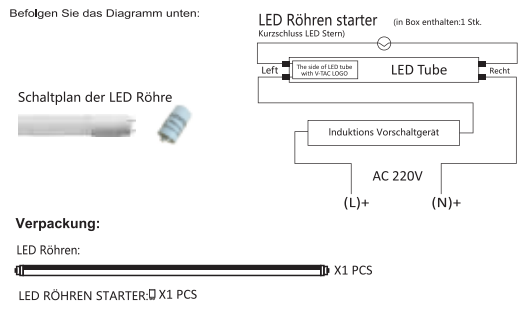 Befolgen Sie das Diagramm unten:
LED Röhren starter (in Box enthalten:1 Stk.
Kurzschluss LED Stern)
Left
The side of LED tube
with V-TAC LOGO
LED Tube
Recht
Schaltplan der LED Röhre
Induktions Vorschaltgerät
AC 220V
(L)+ (N)+
Verpackung:
LED Röhren:
X1 PCS
LED RÖHREN STARTER: X1 PCS